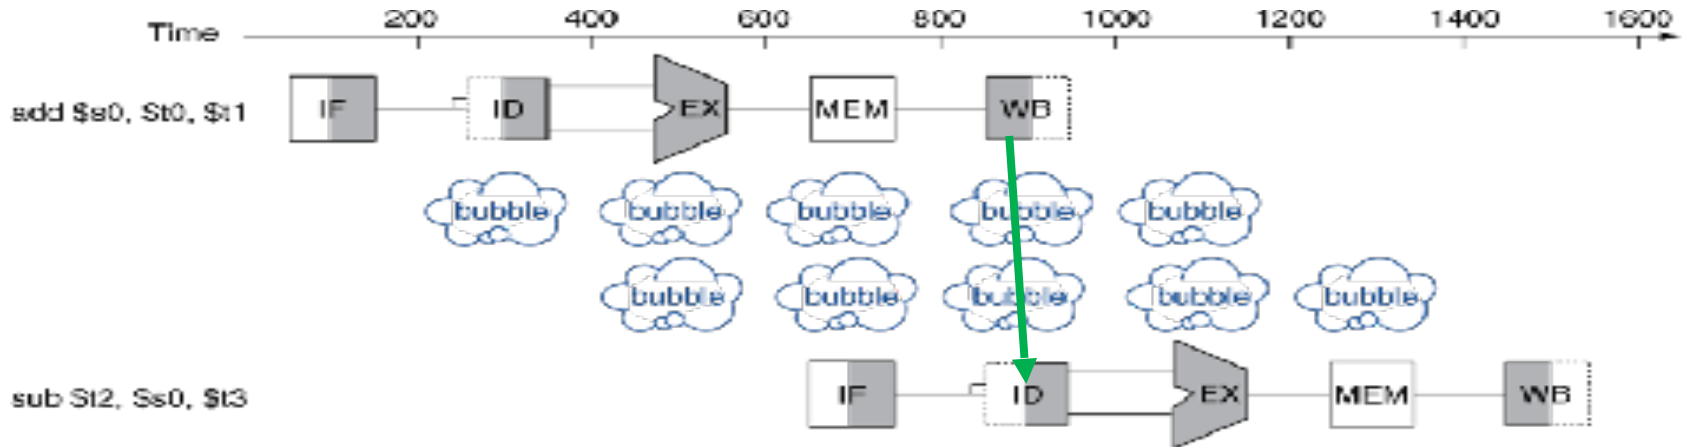 200 400 600 800 1000 1200 1400 1600
Time
add $s0, $t0, $t1 IF ID EX MEM WB
bubble bubble bubble bubble bubble
bubble bubble bubble bubble bubble
sub $t2, $s0, $t3 IF ID EX MEM WB